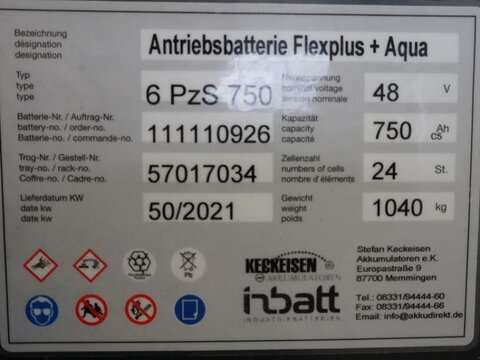 Bezeichnung
désignation
designation
Antriebsbatterie Flexplus + Aqua
Typ
type
type
6 PzS 750
Nennspannung
nominal voltage
tension nominale
48 V
Batterie-Nr. / Auftrag-Nr.
battery-no. / order-no.
Batterie-no. / commande-no.
111110926
Kapazität
capacity
capacité
750 Ah
C5
Trog-Nr. / Gestell-Nr.
tray-no. / rack-no.
Coffre-no. / Cadre-no.
57017034
Zellenzahl
numbers of cells
nombre d´éléments
24 St.
Lieferdatum KW
date kw
date kw
50/2021
Gewicht
weight
poids
1040 kg
Pb
KECKEISEN
AKKUMULATOREN
inbatt
INDUSTRIEBATTERIEN
Stefan Keckeisen
Akkumulatoren e.K.
Europastraße 9
87700 Memmingen
Tel.: 08331/94444-60
Fax: 08331/94444-66
Email: info@akkudirekt.de